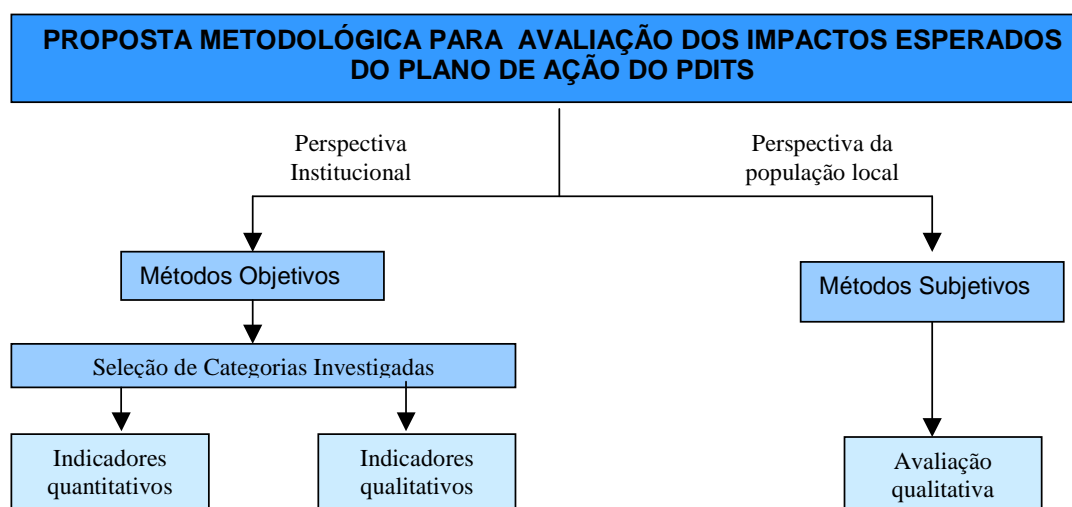 PROPOSTA METODOLÓGICA PARA AVALIAÇÃO DOS IMPACTOS ESPERADOS
DO PLANO DE AÇÃO DO PDITS
Perspectiva
Institucional
Perspectiva da
população local
Métodos Objetivos
Métodos Subjetivos
Seleção de Categorias Investigadas
Indicadores
quantitativos
Indicadores
qualitativos
Avaliação
qualitativa